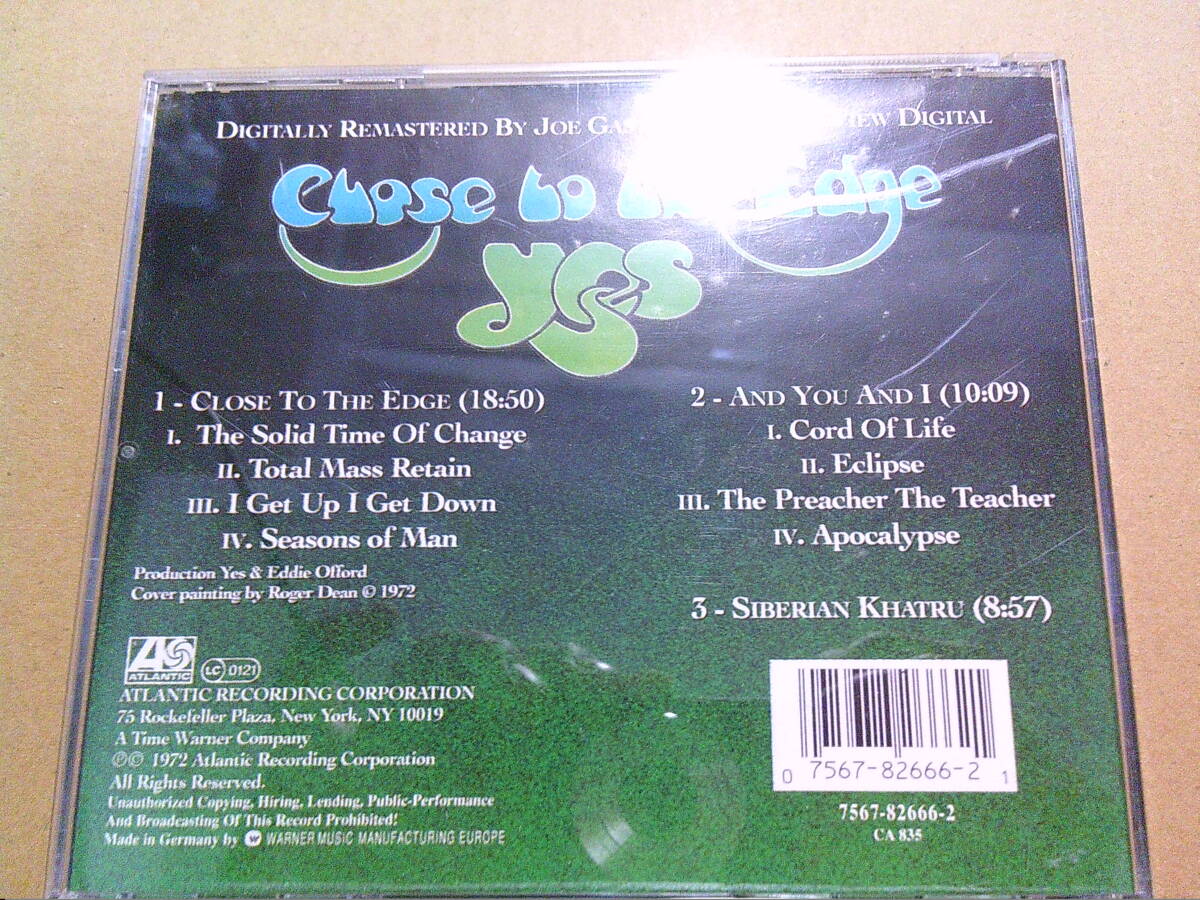 DIGITALLY REMASTERED BY JOE DIGITAL
Close to Edge
yes
1 - CLOSE TO THE EDGE (18:50)
I. The Solid Time Of Change
II. Total Mass Retain
III. I Get Up I Get Down
IV. Seasons of Man
Production Yes & Eddie Offord
Cover painting by Roger Dean © 1972
2 - AND YOU AND I (10:09)
I. Cord Of Life
II. Eclipse
III. The Preacher The Teacher
IV. Apocalypse
3 - SIBERIAN KHATRU (8:57)
ATLANTIC
LC 0121
ATLANTIC RECORDING CORPORATION
75 Rockefeller Plaza, New York, NY 10019
A Time Warner Company
℗© 1972 Atlantic Recording Corporation
All Rights Reserved.
Unauthorized Copying, Hiring, Lending, Public-Performance
And Broadcasting Of This Record Prohibited!
Made in Germany by WARNER MUSIC MANUFACTURING EUROPE
0 7567-82666-2 1
7567-82666-2
CA 835